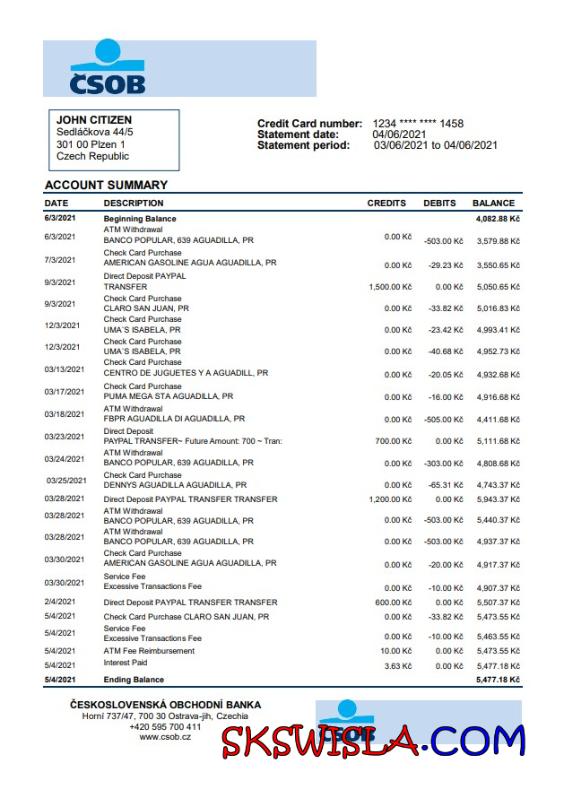 ČSOB
JOHN CITIZEN
Sedláčkova 44/5
301 00 Plzen 1
Czech Republic
Credit Card number: 1234 **** **** 1458
Statement date: 04/06/2021
Statement period: 03/06/2021 to 04/06/2021
ACCOUNT SUMMARY
DATE DESCRIPTION CREDITS DEBITS BALANCE
6/3/2021 Beginning Balance 4,082.88 Kč
6/3/2021 ATM Withdrawal
BANCO POPULAR, 639 AGUADILLA, PR 0.00 Kč -503.00 Kč 3,579.88 Kč
7/3/2021 Check Card Purchase
AMERICAN GASOLINE AGUA AGUADILLA, PR 0.00 Kč -29.23 Kč 3,550.65 Kč
9/3/2021 Direct Deposit PAYPAL
TRANSFER 1,500.00 Kč 0.00 Kč 5,050.65 Kč
9/3/2021 Check Card Purchase
CLARO SAN JUAN, PR 0.00 Kč -33.82 Kč 5,016.83 Kč
12/3/2021 Check Card Purchase
UMA`S ISABELA, PR 0.00 Kč -23.42 Kč 4,993.41 Kč
12/3/2021 Check Card Purchase
UMA`S ISABELA, PR 0.00 Kč -40.68 Kč 4,952.73 Kč
03/13/2021 Check Card Purchase
CENTRO DE JUGUETES Y A AGUADILL, PR 0.00 Kč -20.05 Kč 4,932.68 Kč
03/17/2021 Check Card Purchase
PUMA MEGA STA AGUADILLA, PR 0.00 Kč -16.00 Kč 4,916.68 Kč
03/18/2021 ATM Withdrawal
FBPR AGUADILLA DI AGUADILLA, PR 0.00 Kč -505.00 Kč 4,411.68 Kč
03/23/2021 Direct Deposit
PAYPAL TRANSFER~ Future Amount: 700 ~ Tran: 700.00 Kč 0.00 Kč 5,111.68 Kč
03/24/2021 ATM Withdrawal
BANCO POPULAR, 639 AGUADILLA, PR 0.00 Kč -303.00 Kč 4,808.68 Kč
03/25/2021 Check Card Purchase
DENNYS AGUADILLA AGUADILLA, PR 0.00 Kč -65.31 Kč 4,743.37 Kč
03/28/2021 Direct Deposit PAYPAL TRANSFER TRANSFER 1,200.00 Kč 0.00 Kč 5,943.37 Kč
03/28/2021 ATM Withdrawal
BANCO POPULAR, 639 AGUADILLA, PR 0.00 Kč -503.00 Kč 5,440.37 Kč
03/28/2021 ATM Withdrawal
BANCO POPULAR, 639 AGUADILLA, PR 0.00 Kč -503.00 Kč 4,937.37 Kč
03/30/2021 Check Card Purchase
AMERICAN GASOLINE AGUA AGUADILLA, PR 0.00 Kč -20.00 Kč 4,917.37 Kč
03/30/2021 Service Fee
Excessive Transactions Fee 0.00 Kč -10.00 Kč 4,907.37 Kč
2/4/2021 Direct Deposit PAYPAL TRANSFER TRANSFER 600.00 Kč 0.00 Kč 5,507.37 Kč
5/4/2021 Check Card Purchase CLARO SAN JUAN, PR 0.00 Kč -33.82 Kč 5,473.55 Kč
5/4/2021 Service Fee
Excessive Transactions Fee 0.00 Kč -10.00 Kč 5,463.55 Kč
5/4/2021 ATM Fee Reimbursement 10.00 Kč 0.00 Kč 5,473.55 Kč
5/4/2021 Interest Paid 3.63 Kč 0.00 Kč 5,477.18 Kč
5/4/2021 Ending Balance 5,477.18 Kč
ČESKOSLOVENSKÁ OBCHODNÍ BANKA
Horní 737/47, 700 30 Ostrava-jih, Czechia
+420 595 700 411
www.csob.cz
ČSOB
SKSWISLA.COM